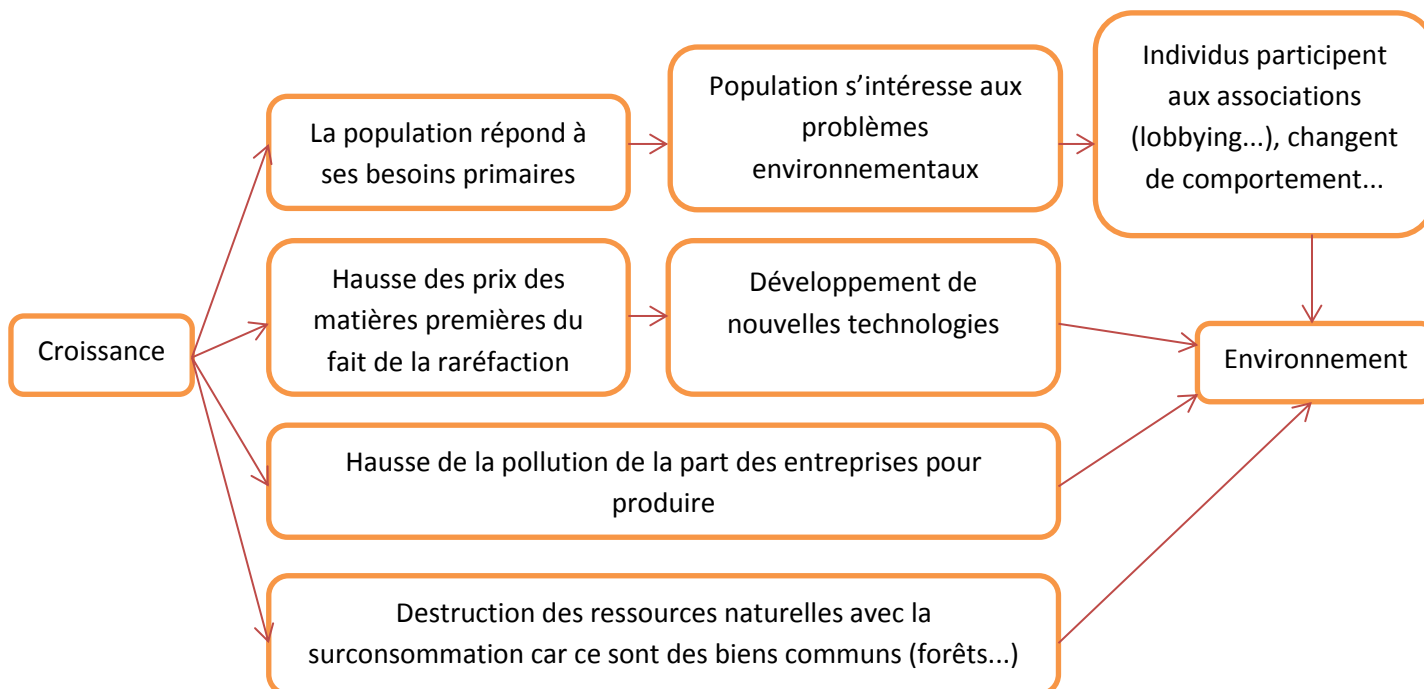 Croissance
La population répond à
ses besoins primaires
Population s’intéresse aux
problèmes
environnementaux
Individus participent
aux associations
(lobbying...), changent
de comportement...
Hausse des prix des
matières premières du
fait de la raréfaction
Développement de
nouvelles technologies
Hausse de la pollution de la part des entreprises pour
produire
Destruction des ressources naturelles avec la
surconsommation car ce sont des biens communs (forêts...)
Environnement